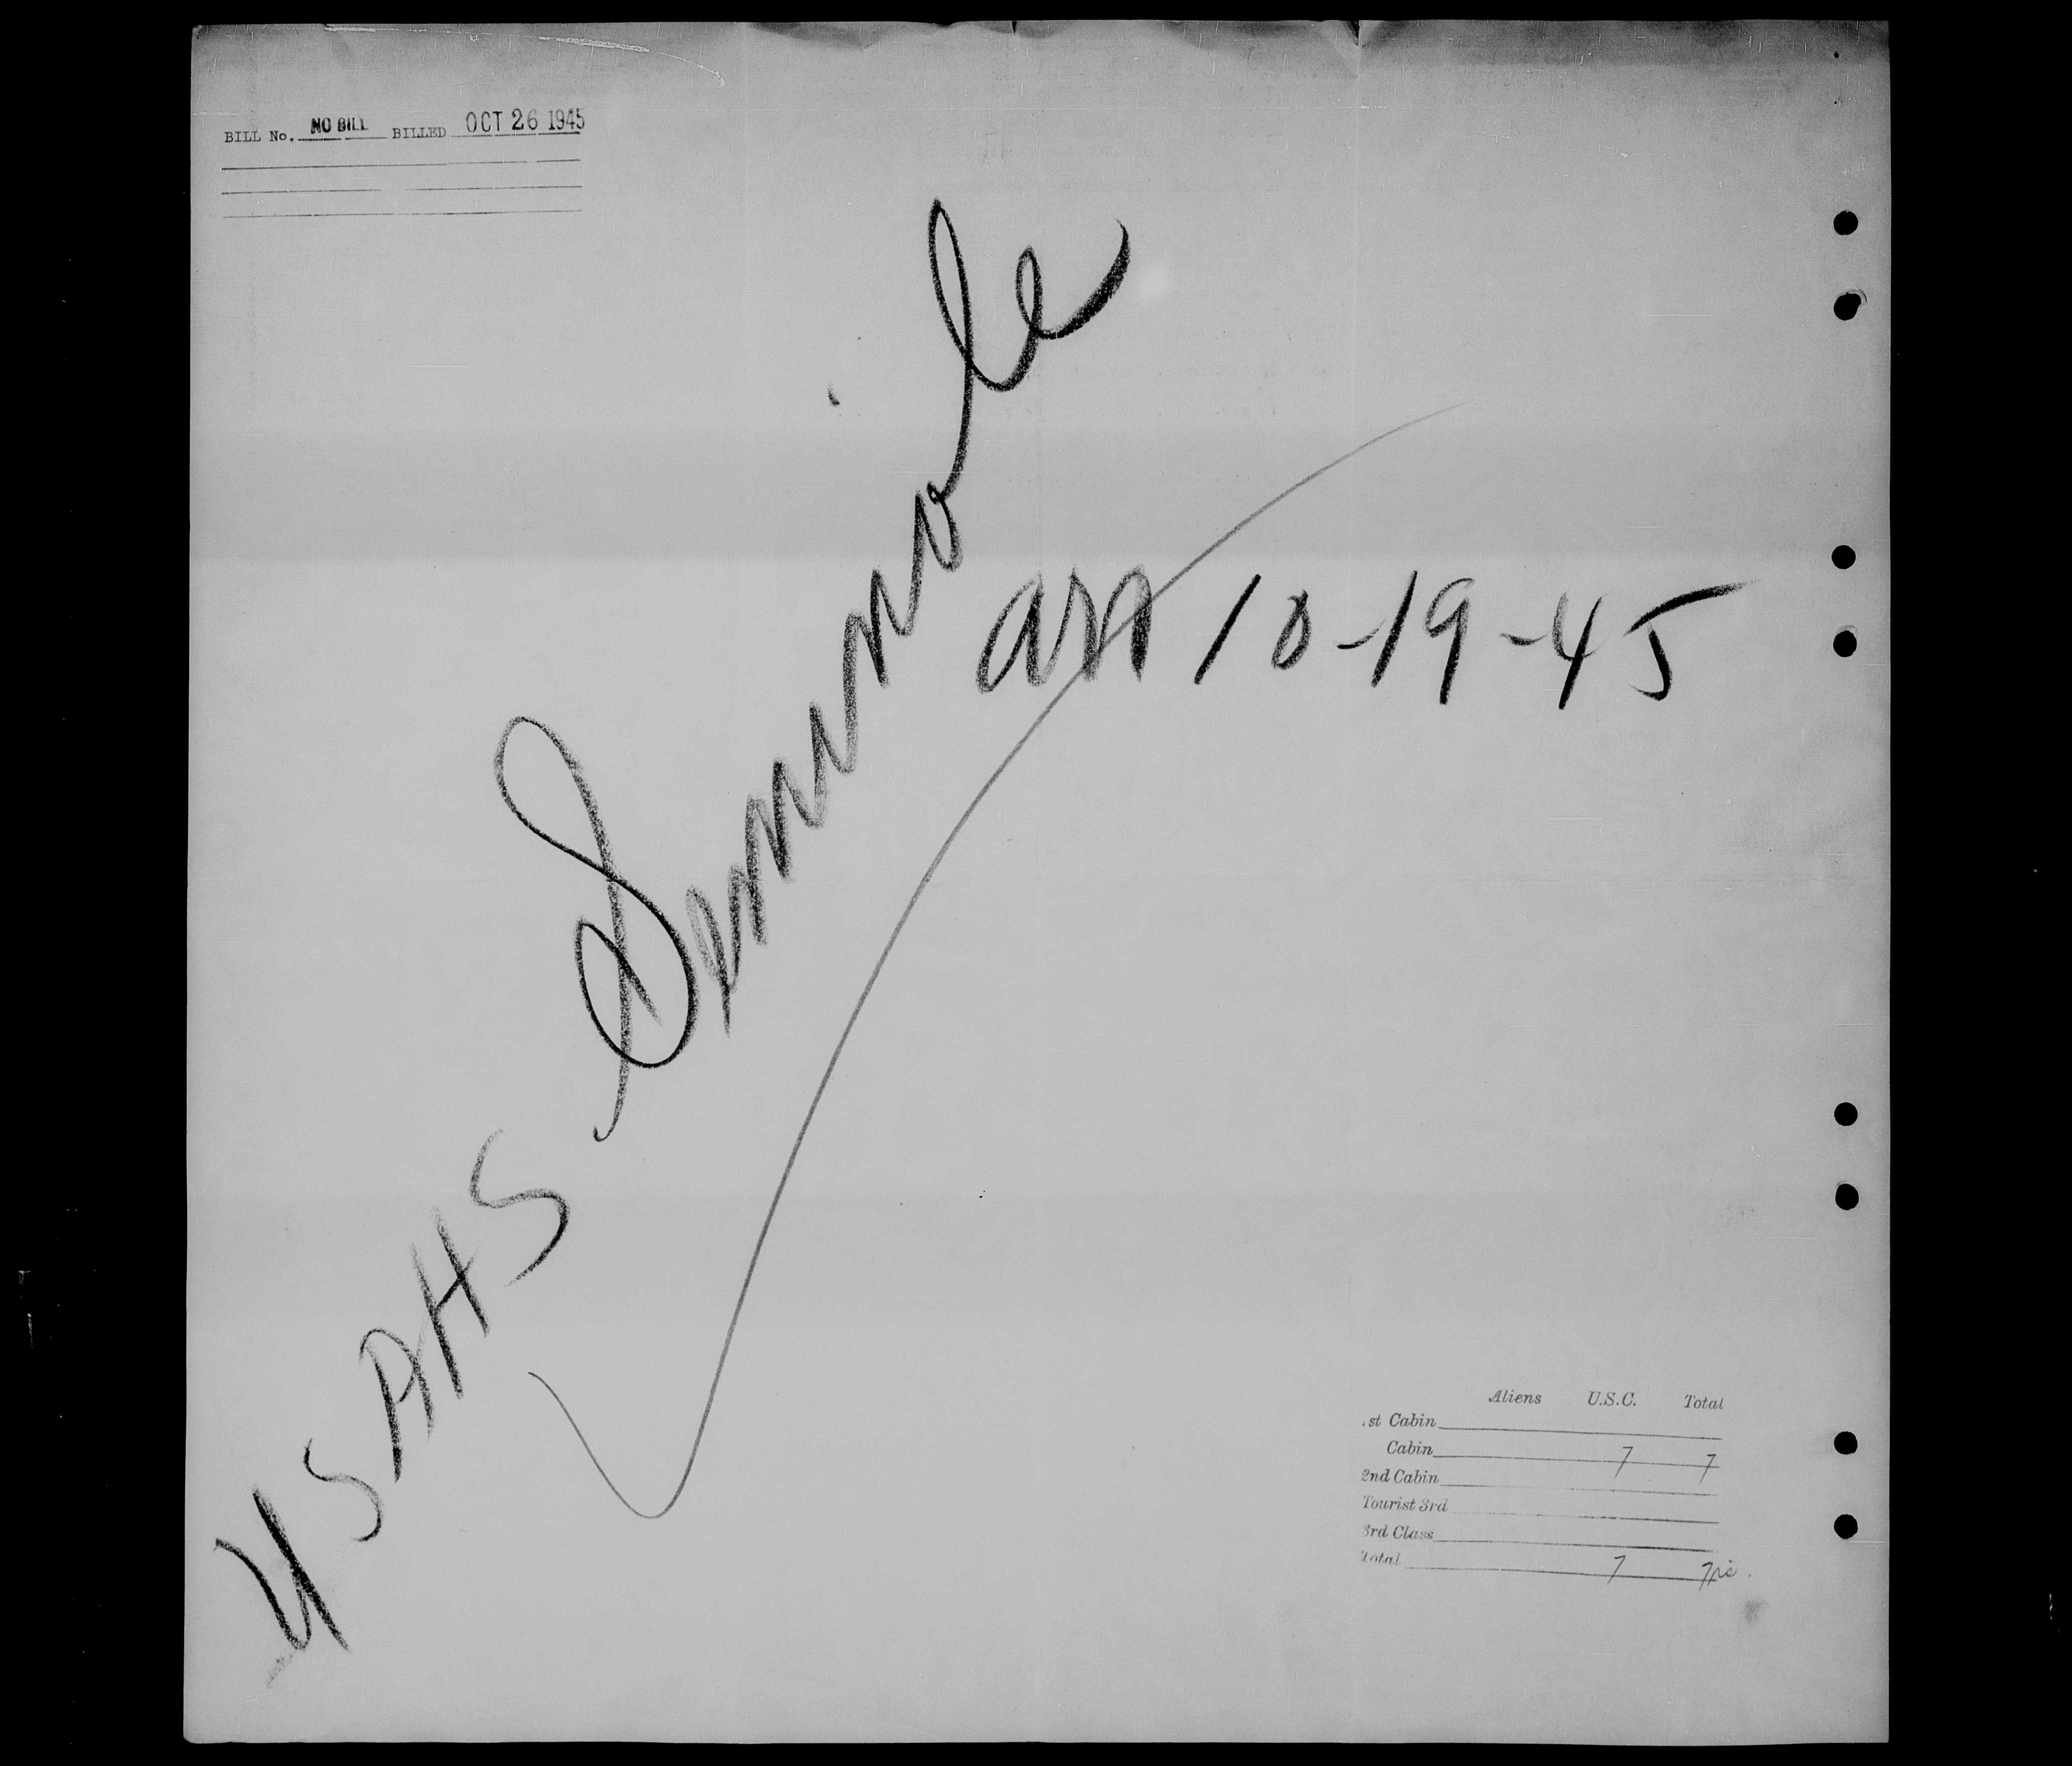 BILL No. NO BILL BILLED OCT 26 1945
USAHS Seminole
arr 10-19-45
Aliens U.S.C. Total
1st Cabin
Cabin 7 7
2nd Cabin
Tourist 3rd
3rd Class
Total 7 7